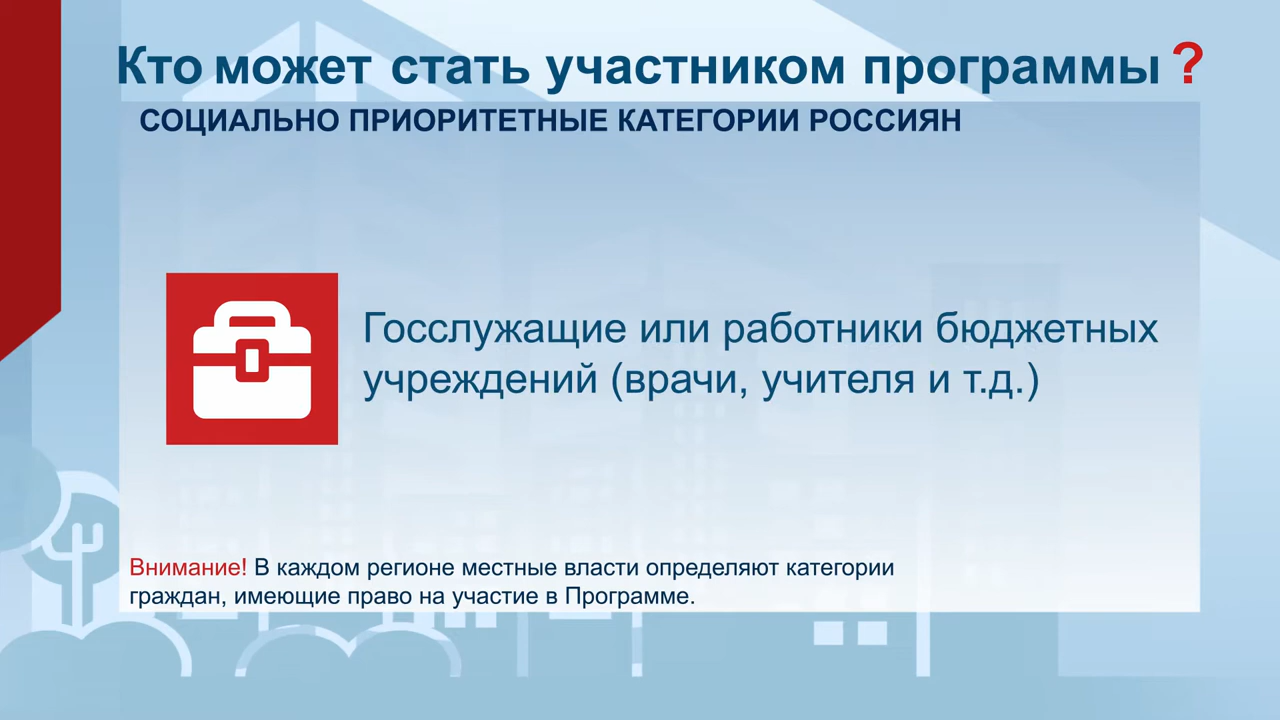 Кто может стать участником программы?
СОЦИАЛЬНО ПРИОРИТЕТНЫЕ КАТЕГОРИИ РОССИЯН
Госслужащие или работники бюджетных
учреждений (врачи, учителя и т.д.)
Внимание! В каждом регионе местные власти определяют категории
граждан, имеющие право на участие в Программе.